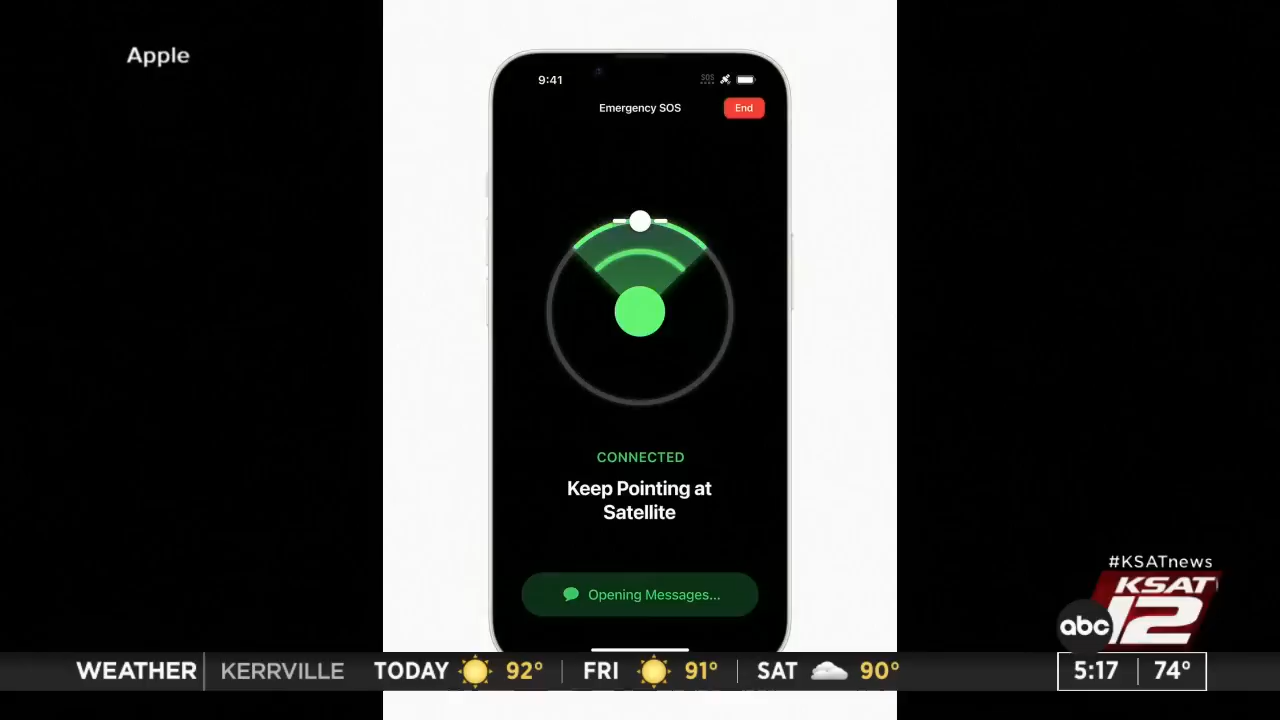 Apple
9:41
SOS
Emergency SOS
End
CONNECTED
Keep Pointing at
Satellite
Opening Messages...
#KSATnews
KSAT
abc 12
WEATHER KERRVILLE TODAY 92° FRI 91° SAT 90° 5:17 74°